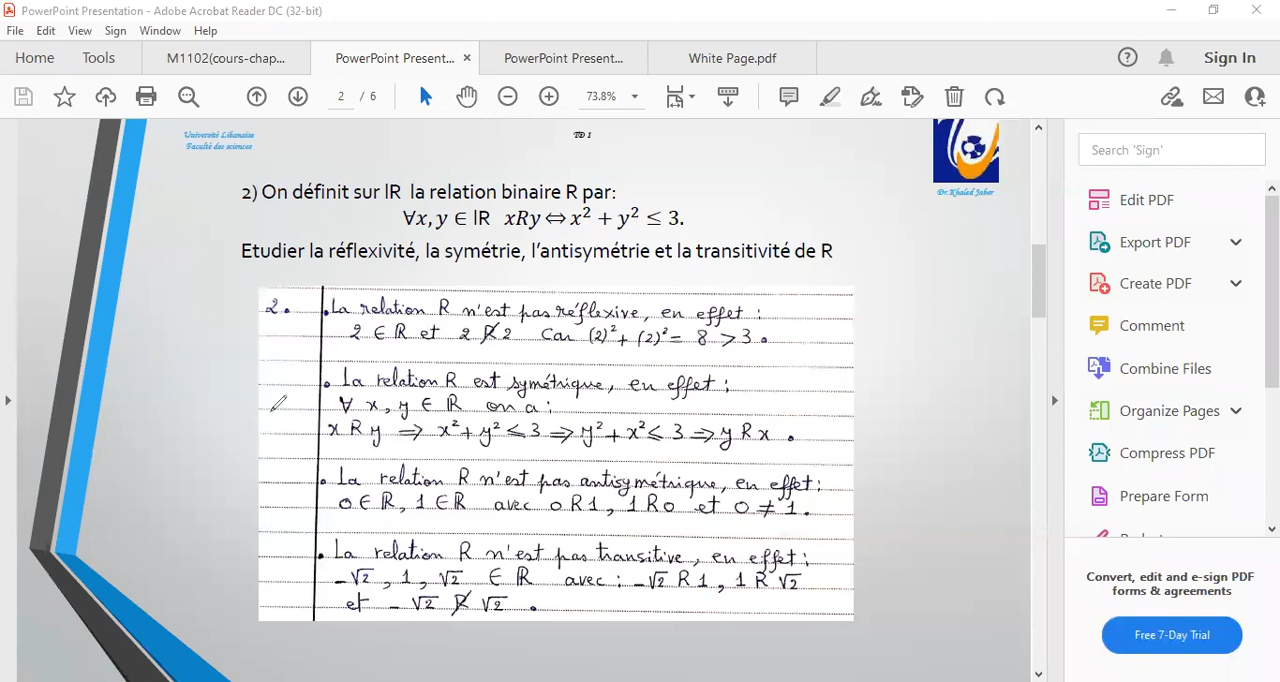 PowerPoint Presentation - Adobe Acrobat Reader DC (32-bit)
File Edit View Sign Window Help
Home Tools M1102(cours-chap... PowerPoint Present... × PowerPoint Present... White Page.pdf Sign In
2 / 6 73.8%
Université Libanaise
Faculté des sciences
TD 1
Dr. Khaled Jaber
2) On définit sur IR la relation binaire R par:
∀x, y ∈ IR xRy ⇔ x² + y² ≤ 3.
Etudier la réflexivité, la symétrie, l'antisymétrie et la transitivité de R
2. • La relation R n'est pas réflexive, en effet :
2 ∈ ℝ et 2 R̸ 2 Car (2)² + (2)² = 8 > 3.
• La relation R est symétrique, en effet :
∀ x, y ∈ ℝ on a :
x R y ⟹ x² + y² ≤ 3 ⟹ y² + x² ≤ 3 ⟹ y R x.
• La relation R n'est pas antisymétrique, en effet :
0 ∈ ℝ, 1 ∈ ℝ avec 0 R 1, 1 R 0 et 0 ≠ 1.
• La relation R n'est pas transitive, en effet :
-√2, 1, √2 ∈ ℝ avec : -√2 R 1, 1 R √2
et - √2 R̸ √2.
Search 'Sign'
Edit PDF
Export PDF
Create PDF
Comment
Combine Files
Organize Pages
Compress PDF
Prepare Form
Convert, edit and e-sign PDF
forms & agreements
Free 7-Day Trial